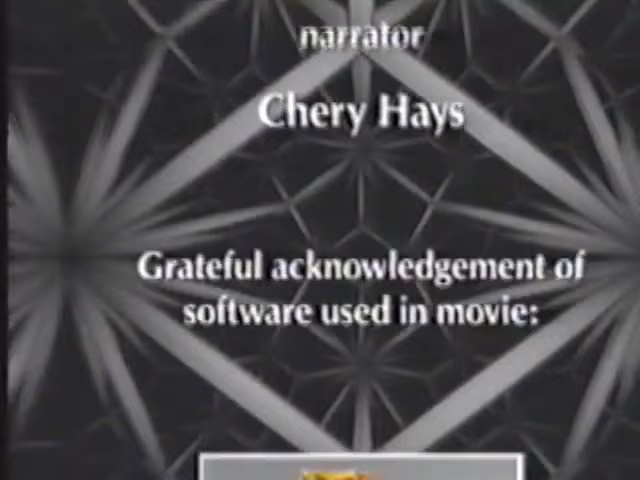 narrator
Chery Hays
Grateful acknowledgement of
software used in movie: